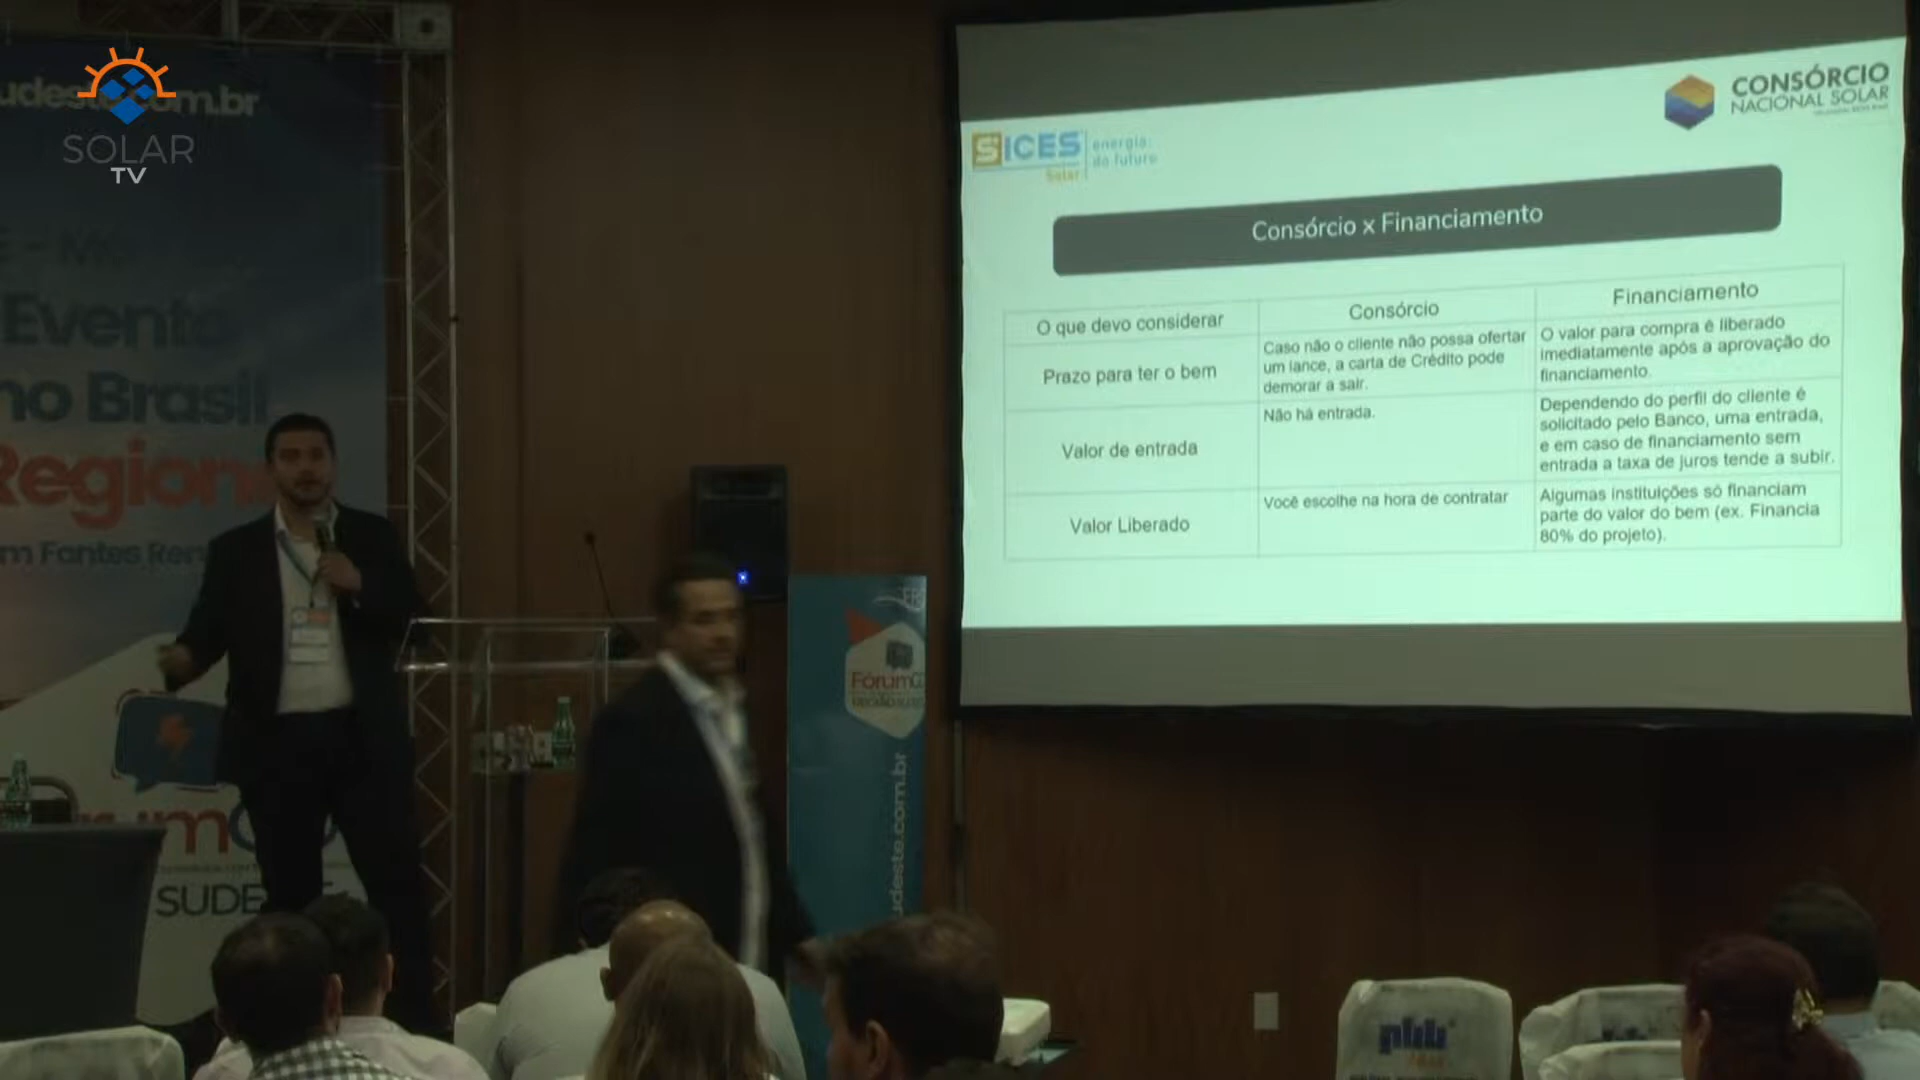 udeste.com.br
SOLAR
TV
Evento
no Brasil
Regiona
m Fontes Ren
SUDE
FórumG
udeste.com.br
SICES
Solar
energia
do futuro
CONSÓRCIO
NACIONAL SOLAR
Consórcio x Financiamento
O que devo considerar
Consórcio
Financiamento
Prazo para ter o bem
Caso não o cliente não possa ofertar
um lance, a carta de Crédito pode
demorar a sair.
O valor para compra é liberado
imediatamente após a aprovação do
financiamento.
Valor de entrada
Não há entrada.
Dependendo do perfil do cliente é
solicitado pelo Banco, uma entrada,
e em caso de financiamento sem
entrada a taxa de juros tende a subir.
Valor Liberado
Você escolhe na hora de contratar
Algumas instituições só financiam
parte do valor do bem (ex. Financia
80% do projeto).